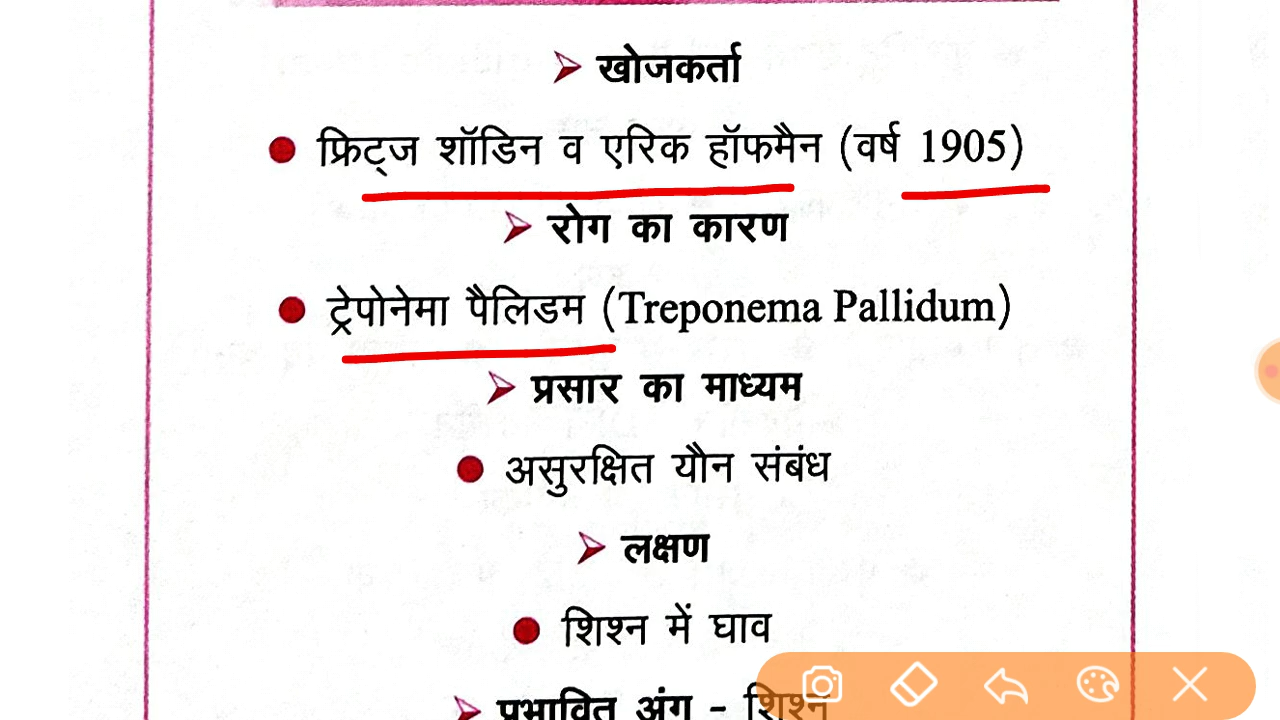 ➢ खोजकर्ता
● फ्रिट्ज शॉडिन व एरिक हॉफमैन (वर्ष 1905)
➢ रोग का कारण
● ट्रेपोनेमा पैलिडम (Treponema Pallidum)
➢ प्रसार का माध्यम
● असुरक्षित यौन संबंध
➢ लक्षण
● शिश्न में घाव
➢ प्रभावित अंग - शिश्न